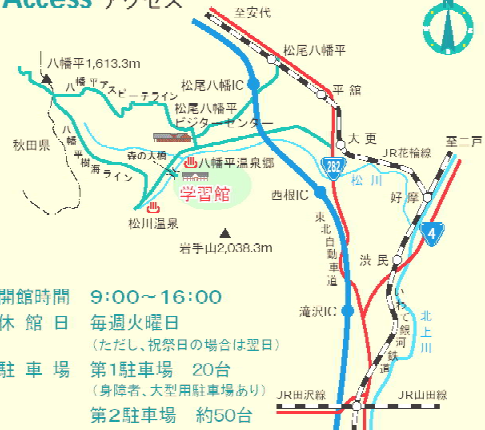 Access アクセス
至安代
松尾八幡平
八幡平1,613.3m
松尾八幡IC
平舘
八幡平アスピーテライン
松尾八幡平
ビジターセンター
大更
至二戸
秋田県
八幡平樹海ライン
森の大橋
八幡平温泉郷
282
JR花輪線
松川
学習館
西根IC
好摩
松川温泉
4
岩手山2,038.3m
東北自動車道
渋民
いわて銀河鉄道
北上川
滝沢IC
開館時間 9:00〜16:00
休館日 毎週火曜日
(ただし、祝祭日の場合は翌日)
駐車場 第1駐車場 20台
(身障者、大型用駐車場あり)
第2駐車場 約50台
JR田沢線
JR山田線